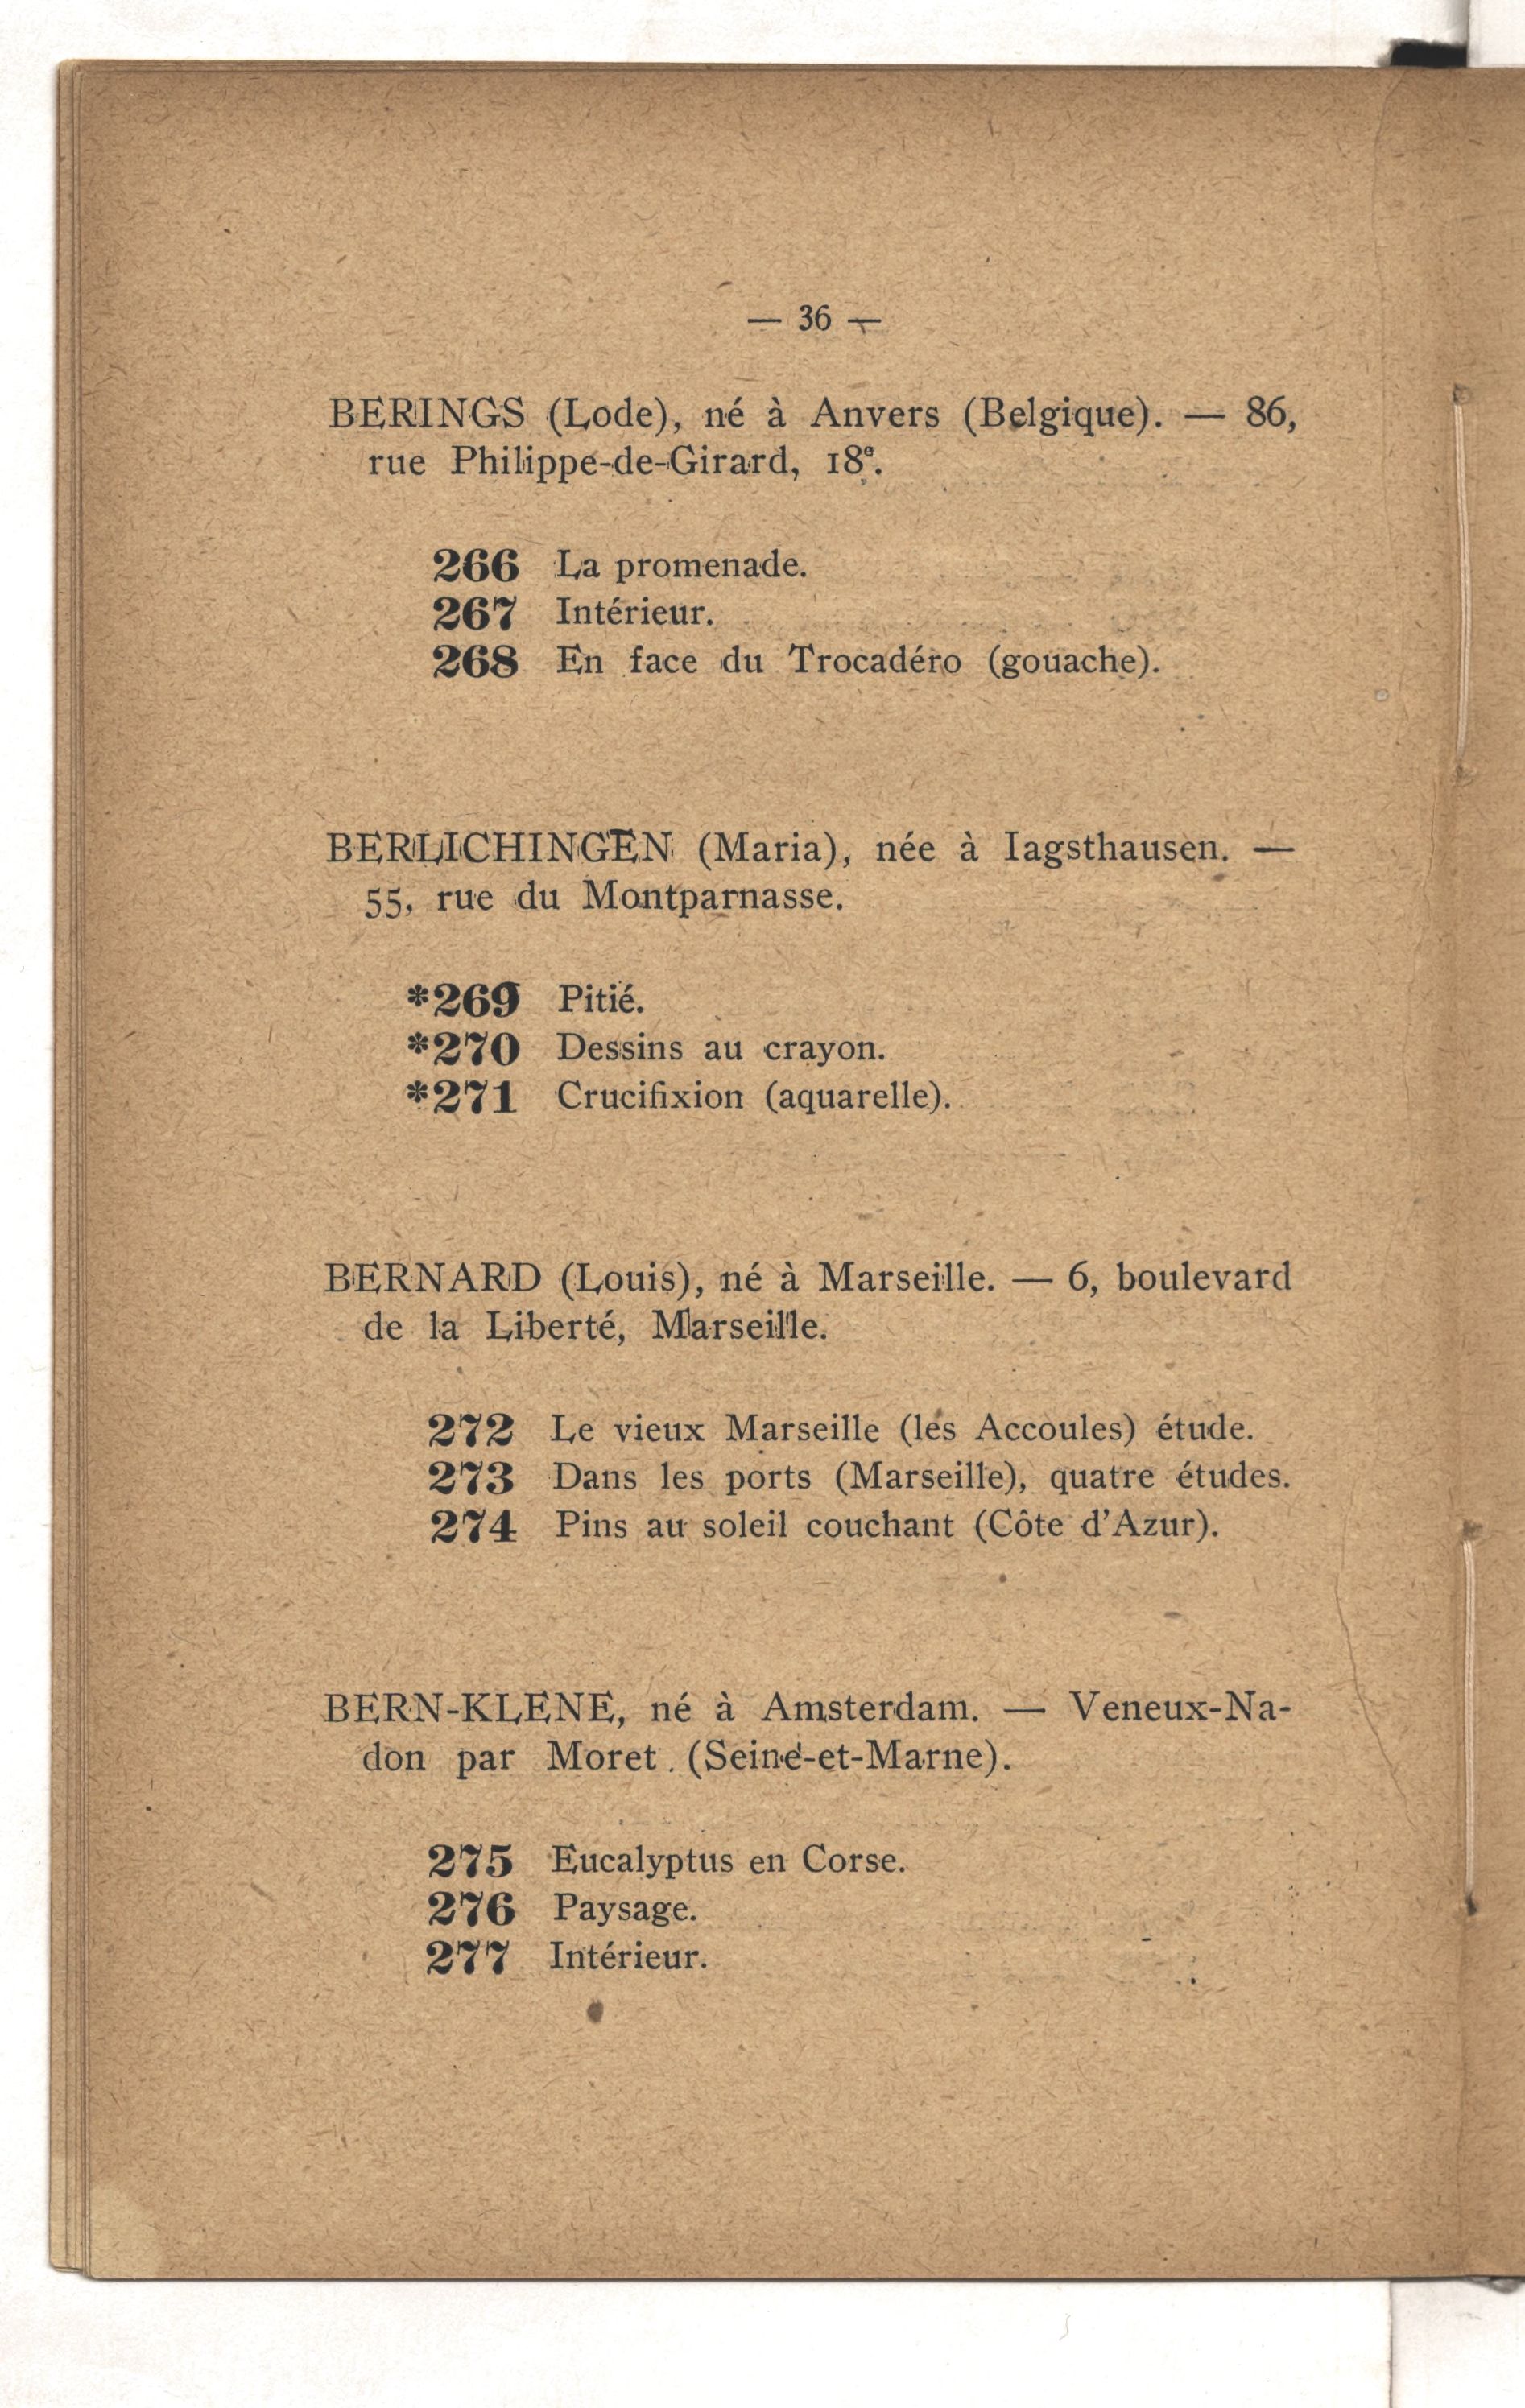 — 36 —
BERINGS (Lode), né à Anvers (Belgique). — 86,
rue Philippe-de-Girard, 18e.
266 La promenade.
267 Intérieur.
268 En face du Trocadéro (gouache).
BERLICHINGEN (Maria), née à Iagsthausen. —
55, rue du Montparnasse.
*269 Pitié.
*270 Dessins au crayon.
*271 Crucifixion (aquarelle).
BERNARD (Louis), né à Marseille. — 6, boulevard
de la Liberté, Marseille.
272 Le vieux Marseille (les Accoules) étude.
273 Dans les ports (Marseille), quatre études.
274 Pins au soleil couchant (Côte d'Azur).
BERN-KLENE, né à Amsterdam. — Veneux-Na-
don par Moret (Seine-et-Marne).
275 Eucalyptus en Corse.
276 Paysage.
277 Intérieur.